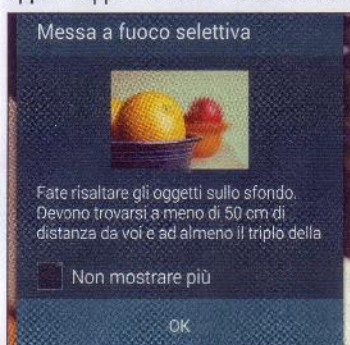 Messa a fuoco selettiva
Fate risaltare gli oggetti sullo sfondo.
Devono trovarsi a meno di 50 cm di
distanza da voi e ad almeno il triplo della
Non mostrare più
OK